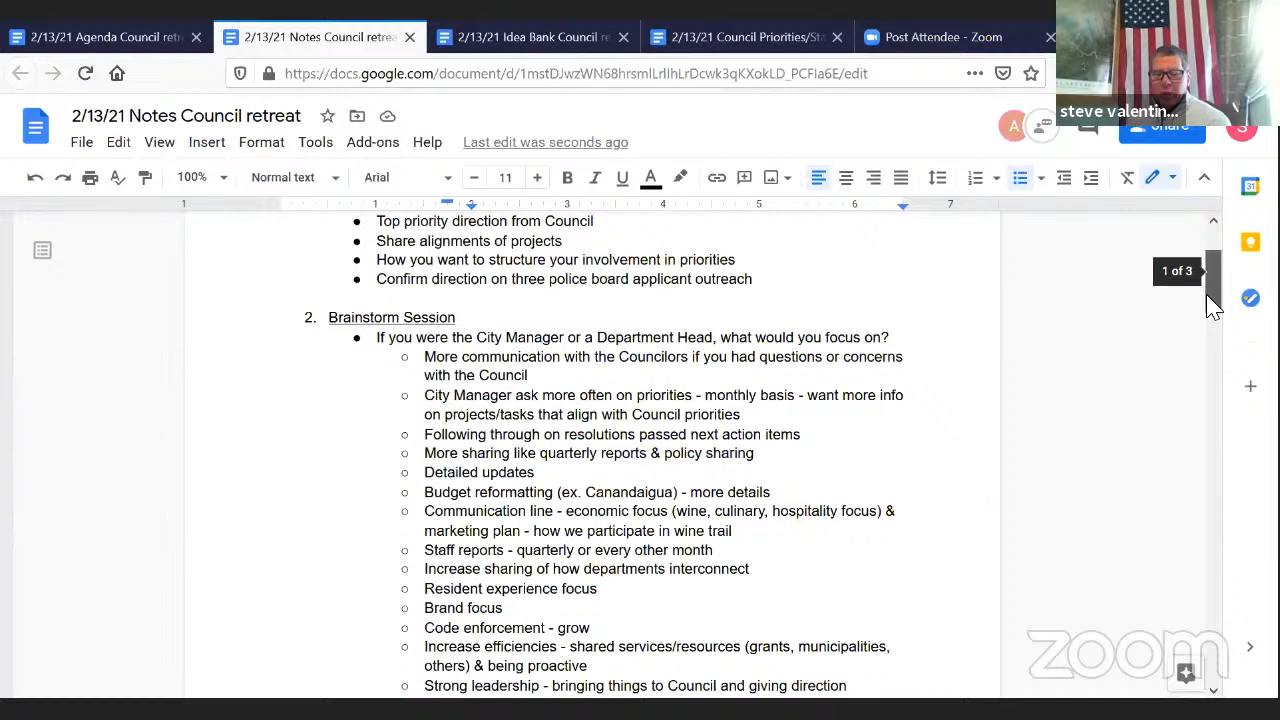 2/13/21 Agenda Council retr
2/13/21 Notes Council retrea
2/13/21 Idea Bank Council re
2/13/21 Council Priorities/Sta
Post Attendee - Zoom
steve valentin...
https://docs.google.com/document/d/
2/13/21 Notes Council retreat
Share
File Edit View Insert Format Tools Add-ons Help Last edit was seconds ago
100% Normal text Arial 11
1 1 2 3 4 5 6 7
● Top priority direction from Council
● Share alignments of projects
● How you want to structure your involvement in priorities
1 of 3
● Confirm direction on three police board applicant outreach
2. Brainstorm Session
● If you were the City Manager or a Department Head, what would you focus on?
○ More communication with the Councilors if you had questions or concerns
with the Council
○ City Manager ask more often on priorities - monthly basis - want more info
on projects/tasks that align with Council priorities
○ Following through on resolutions passed next action items
○ More sharing like quarterly reports & policy sharing
○ Detailed updates
○ Budget reformatting (ex. Canandaigua) - more details
○ Communication line - economic focus (wine, culinary, hospitality focus) &
marketing plan - how we participate in wine trail
○ Staff reports - quarterly or every other month
○ Increase sharing of how departments interconnect
○ Resident experience focus
○ Brand focus
○ Code enforcement - grow
○ Increase efficiencies - shared services/resources (grants, municipalities,
others) & being proactive
○ Strong leadership - bringing things to Council and giving direction
zoom